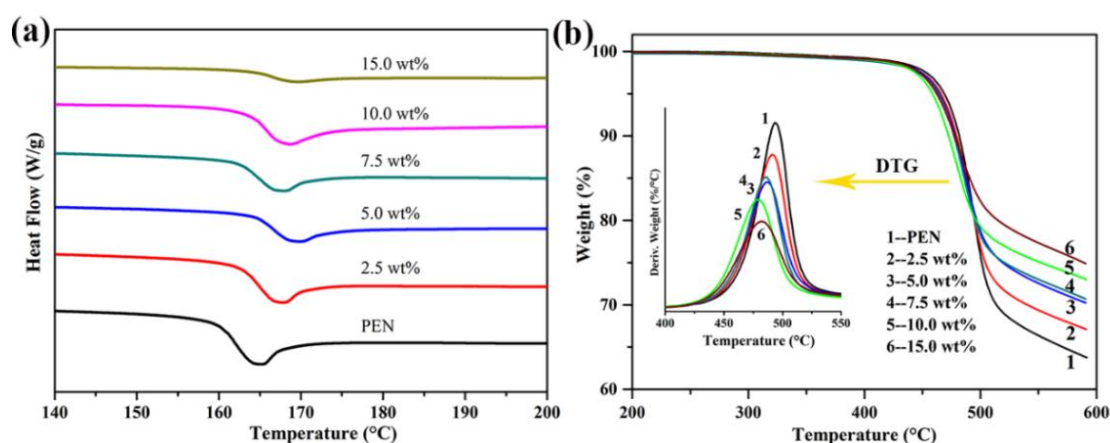 (a)
15.0 wt%
10.0 wt%
7.5 wt%
5.0 wt%
2.5 wt%
PEN
Heat Flow (W/g)
140 150 160 170 180 190 200
Temperature (°C)
(b)
100
90
80
70
60
Weight (%)
200 300 400 500 600
Temperature (°C)
DTG
1
2
4
3
5
6
Deriv. Weight (%/°C)
400 450 500 550
Temperature (°C)
1--PEN
2--2.5 wt%
3--5.0 wt%
4--7.5 wt%
5--10.0 wt%
6--15.0 wt%
6
5
4
3
2
1